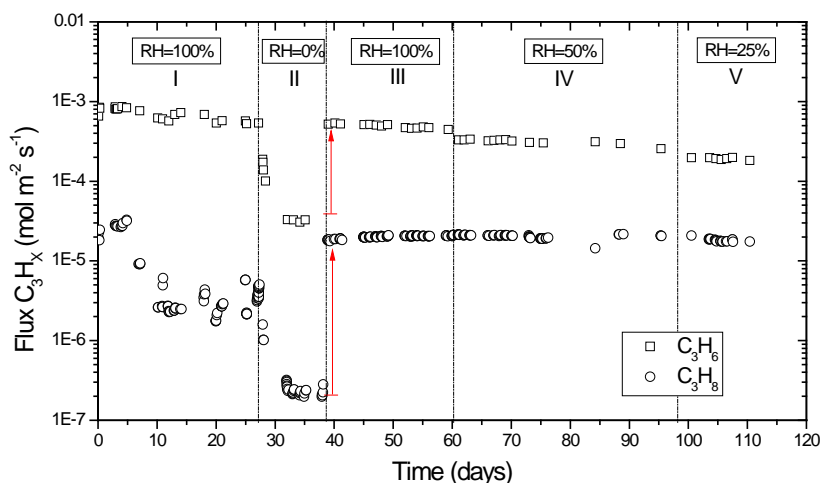 0.01
RH=100% RH=0% RH=100% RH=50% RH=25%
I II III IV V
1E-3
1E-4
1E-5
1E-6
1E-7
Flux C₃Hₓ (mol m⁻² s⁻¹)
C₃H₆
C₃H₈
0 10 20 30 40 50 60 70 80 90 100 110 120
Time (days)